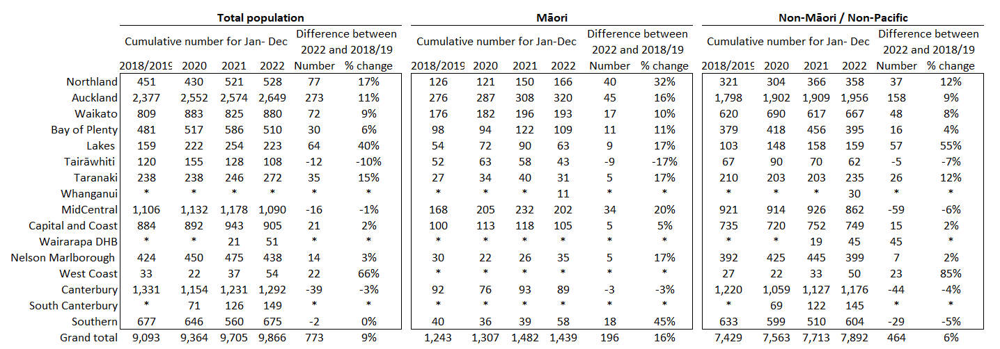 Total population Māori Non-Māori / Non-Pacific
Cumulative number for Jan- Dec Difference between Cumulative number for Jan-Dec Difference between Cumulative number for Jan- Dec Difference between
2022 and 2018/19 2022 and 2018/19 2022 and 2018/19
2018/2019 2020 2021 2022 Number % change 2018/2019 2020 2021 2022 Number % change 2018/2019 2020 2021 2022 Number % change
Northland 451 430 521 528 77 17% 126 121 150 166 40 32% 321 304 366 358 37 12%
Auckland 2,377 2,552 2,574 2,649 273 11% 276 287 308 320 45 16% 1,798 1,902 1,909 1,956 158 9%
Waikato 809 883 825 880 72 9% 176 182 196 193 17 10% 620 690 617 667 48 8%
Bay of Plenty 481 517 586 510 30 6% 98 94 122 109 11 11% 379 418 456 395 16 4%
Lakes 159 222 254 223 64 40% 54 72 90 63 9 17% 103 148 158 159 57 55%
Tairāwhiti 120 155 128 108 -12 -10% 52 63 58 43 -9 -17% 67 90 70 62 -5 -7%
Taranaki 238 238 246 272 35 15% 27 34 40 31 5 17% 210 203 203 235 26 12%
Whanganui * * * * * * * * * 11 * * * * * 30 * *
MidCentral 1,106 1,132 1,178 1,090 -16 -1% 168 205 232 202 34 20% 921 914 926 862 -59 -6%
Capital and Coast 884 892 943 905 21 2% 100 113 118 105 5 5% 735 720 752 749 15 2%
Wairarapa DHB * * 21 51 * * * * * * * * * * 19 45 45 *
Nelson Marlborough 424 450 475 438 14 3% 30 22 26 35 5 17% 392 425 445 399 7 2%
West Coast 33 22 37 54 22 66% * * * * * * 27 22 33 50 23 85%
Canterbury 1,331 1,154 1,231 1,292 -39 -3% 92 76 93 89 -3 -3% 1,220 1,059 1,127 1,176 -44 -4%
South Canterbury * 71 126 149 * * * * * * * * * 69 122 145 * *
Southern 677 646 560 675 -2 0% 40 36 39 58 18 45% 633 599 510 604 -29 -5%
Grand total 9,093 9,364 9,705 9,866 773 9% 1,243 1,307 1,482 1,439 196 16% 7,429 7,563 7,713 7,892 464 6%